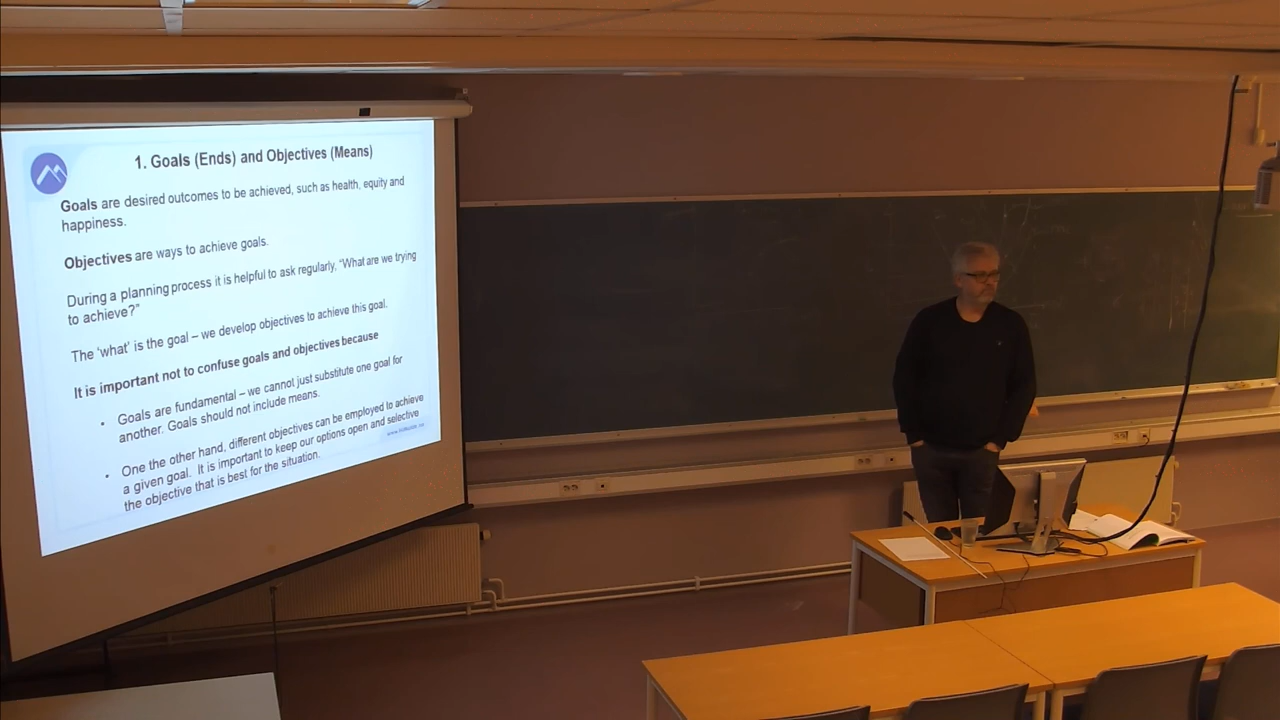 1. Goals (Ends) and Objectives (Means)
Goals are desired outcomes to be achieved, such as health, equity and
happiness.
Objectives are ways to achieve goals.
During a planning process it is helpful to ask regularly, “What are we trying
to achieve?”
The ‘what’ is the goal – we develop objectives to achieve this goal.
It is important not to confuse goals and objectives because
• Goals are fundamental – we cannot just substitute one goal for
another. Goals should not include means.
• One the other hand, different objectives can be employed to achieve
a given goal. It is important to keep our options open and selective
the objective that is best for the situation.